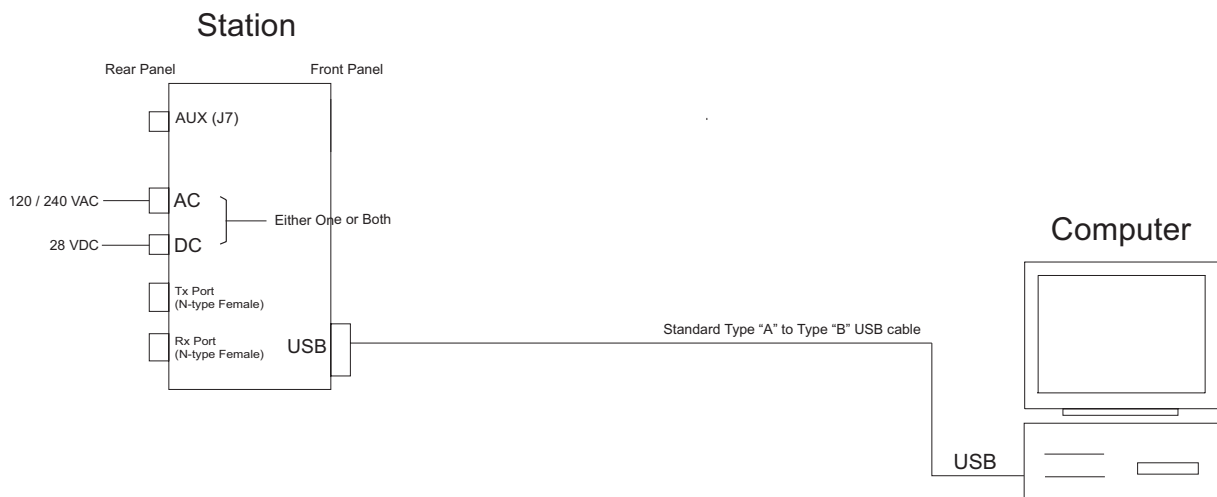 Station
Rear Panel
Front Panel
AUX (J7)
120 / 240 VAC
AC
Either One or Both
28 VDC
DC
Computer
Tx Port
(N-type Female)
Rx Port
(N-type Female)
USB
Standard Type “A” to Type “B” USB cable
USB